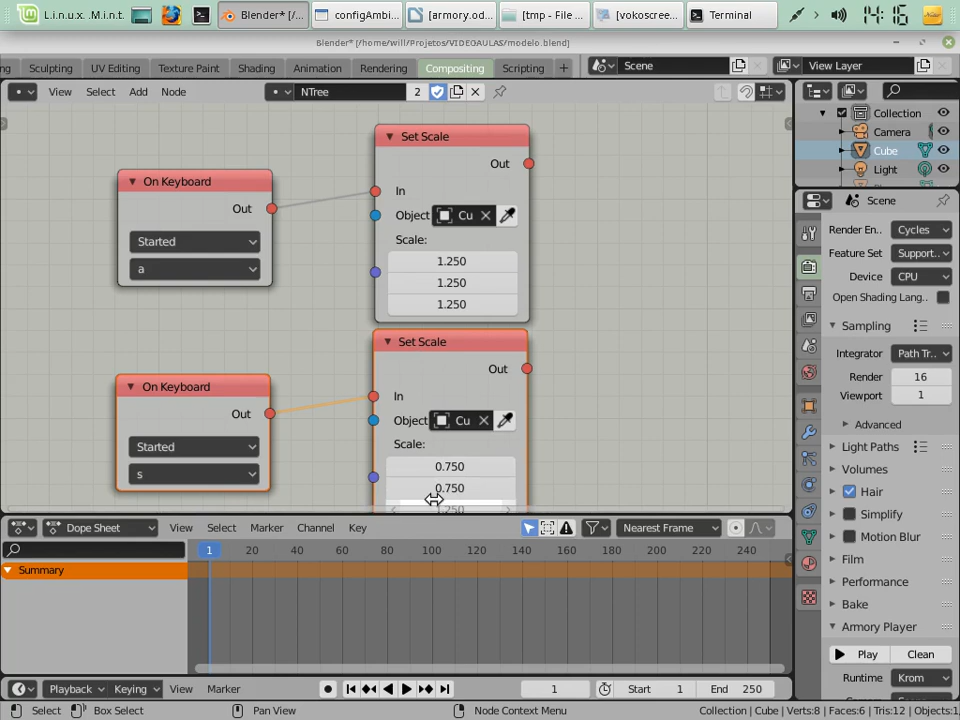 L.i.n.u.x. .M.int. Blender* [/... configAmbi... [armory.od... [tmp - File ... [vokoscree... Terminal 14:15
Blender* [/home/will/Projetos/VIDEOAULAS/modelo.blend]
ng Sculpting UV Editing Texture Paint Shading Animation Rendering Compositing Scripting + Scene View Layer
View Select Add Node NTree 2
Collection
Camera
Cube
Light
Set Scale
Out
In
Object Cu
Scale:
1.250
1.250
1.250
On Keyboard
Out
Started
a
Set Scale
Out
In
Object Cu
Scale:
0.750
0.750
1.250
On Keyboard
Out
Started
s
Scene
Render En.. Cycles
Feature Set Support..
Device CPU
Open Shading Lang..
Sampling
Integrator Path Tr..
Render 16
Viewport 1
Advanced
Light Paths
Volumes
Hair
Simplify
Motion Blur
Film
Performance
Bake
Armory Player
Play Clean
Runtime Krom
Dope Sheet View Select Marker Channel Key Nearest Frame
1 20 40 60 80 100 120 140 160 180 200 220 240
Summary
Playback Keying View Marker 1 Start 1 End 250
Select Box Select Pan View Node Context Menu Collection | Cube | Verts:8 | Faces:6 | Tris:12 | Objects:1